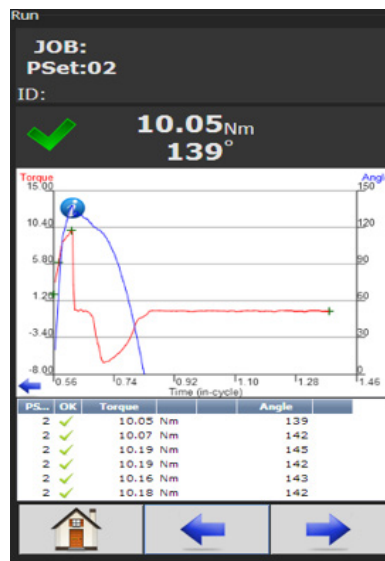 Run
JOB:
PSet:02
ID:
10.05Nm
139°
Torque Angle
15.00 150
10.40 120
5.80 90
1.20 60
-3.40 30
-8.00 0
0.56 0.74 0.92 1.10 1.28 1.46
Time (in-cycle)
PS... OK Torque Angle
2 10.05 Nm 139
2 10.07 Nm 142
2 10.19 Nm 145
2 10.19 Nm 142
2 10.16 Nm 143
2 10.18 Nm 142